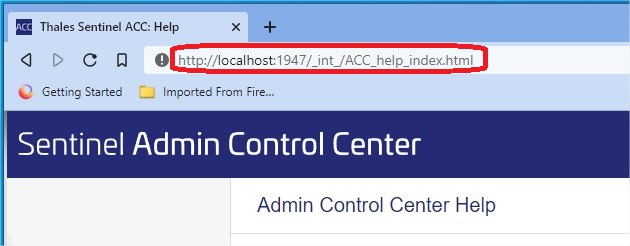 ACC Thales Sentinel ACC: Help
http://localhost:1947/_int_/ACC_help_index.html
Getting Started Imported From Fire...
Sentinel Admin Control Center
Admin Control Center Help